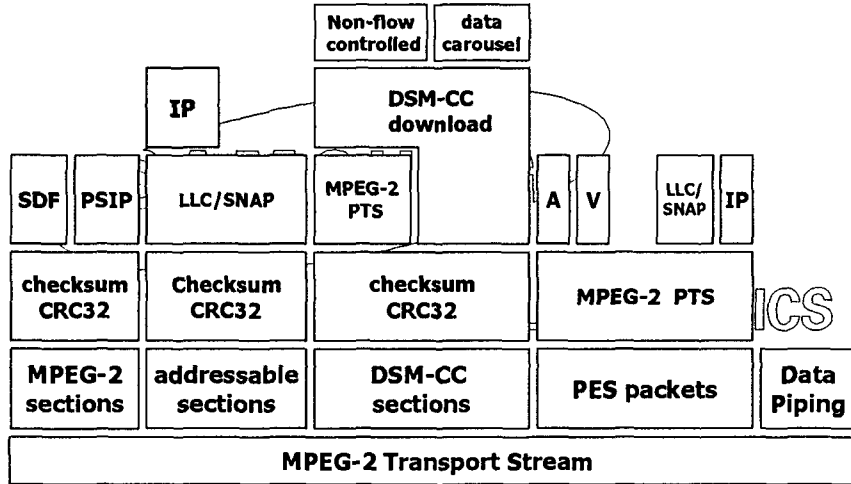 Non-flow
controlled
data
carousel
IP
DSM-CC
download
SDF
PSIP
LLC/SNAP
MPEG-2
PTS
A
V
LLC/
SNAP
IP
checksum
CRC32
Checksum
CRC32
checksum
CRC32
MPEG-2 PTS
ICS
MPEG-2
sections
addressable
sections
DSM-CC
sections
PES packets
Data
Piping
MPEG-2 Transport Stream